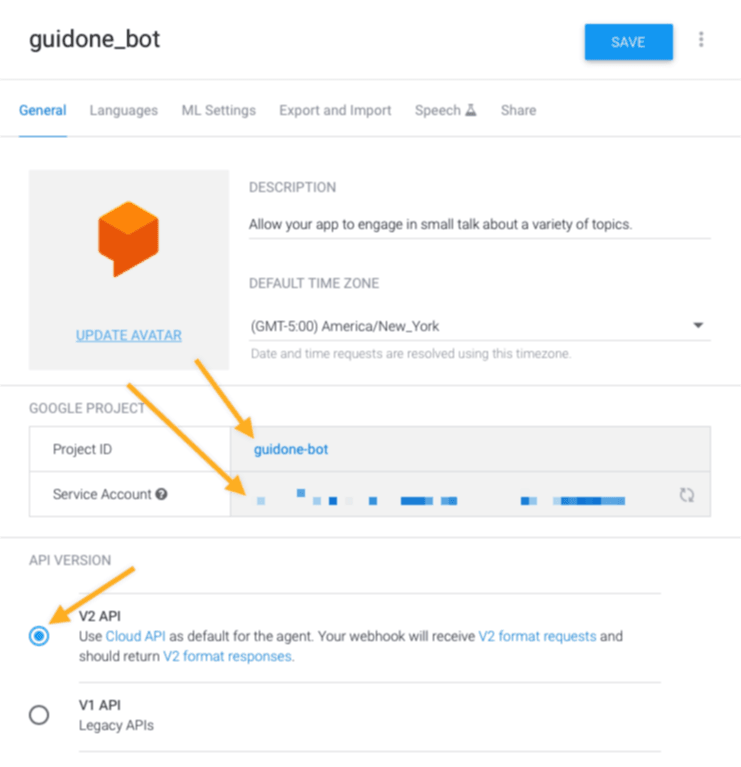 guidone_bot
SAVE
General Languages ML Settings Export and Import Speech Share
DESCRIPTION
Allow your app to engage in small talk about a variety of topics.
DEFAULT TIME ZONE
(GMT-5:00) America/New_York
Date and time requests are resolved using this timezone.
UPDATE AVATAR
GOOGLE PROJECT
Project ID guidone-bot
Service Account ?
API VERSION
V2 API
Use Cloud API as default for the agent. Your webhook will receive V2 format requests and
should return V2 format responses.
V1 API
Legacy APIs